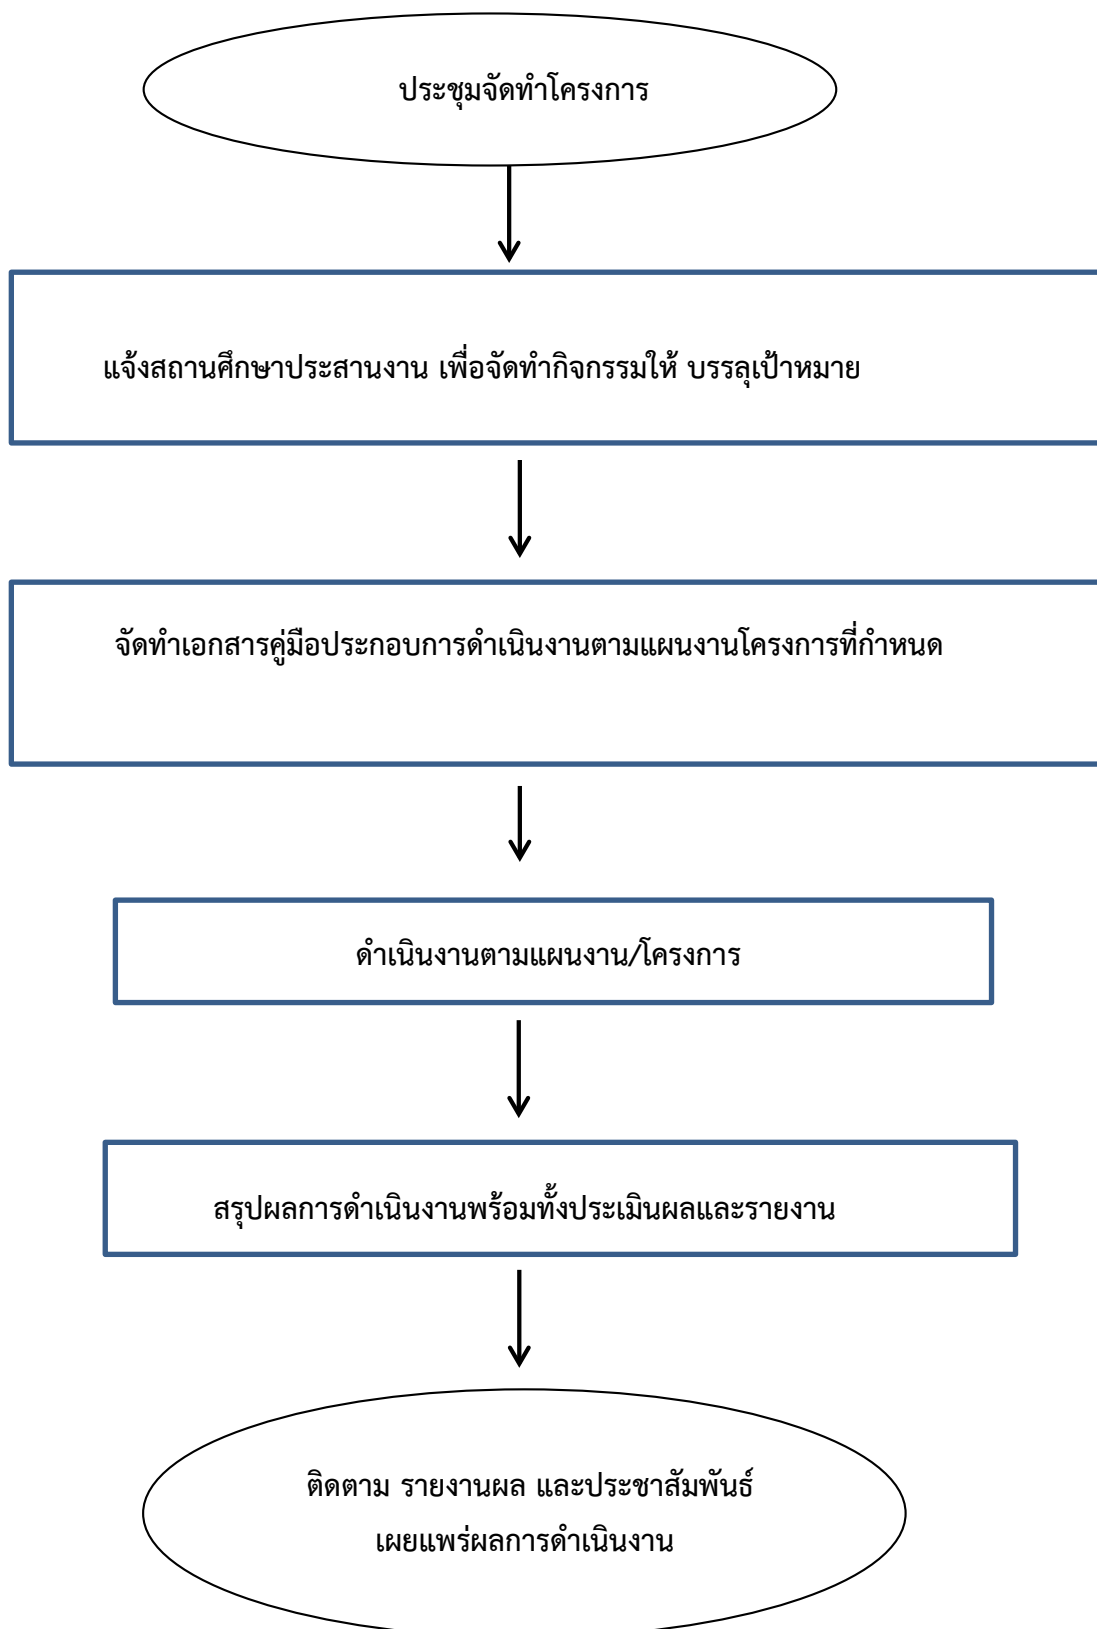 ประชุมจัดทำโครงการ
แจ้งสถานศึกษาประสานงาน เพื่อจัดทำกิจกรรมให้ บรรลุเป้าหมาย
จัดทำเอกสารคู่มือประกอบการดำเนินงานตามแผนงานโครงการที่กำหนด
ดำเนินงานตามแผนงาน/โครงการ
สรุปผลการดำเนินงานพร้อมทั้งประเมินผลและรายงาน
ติดตาม รายงานผล และประชาสัมพันธ์
เผยแพร่ผลการดำเนินงาน